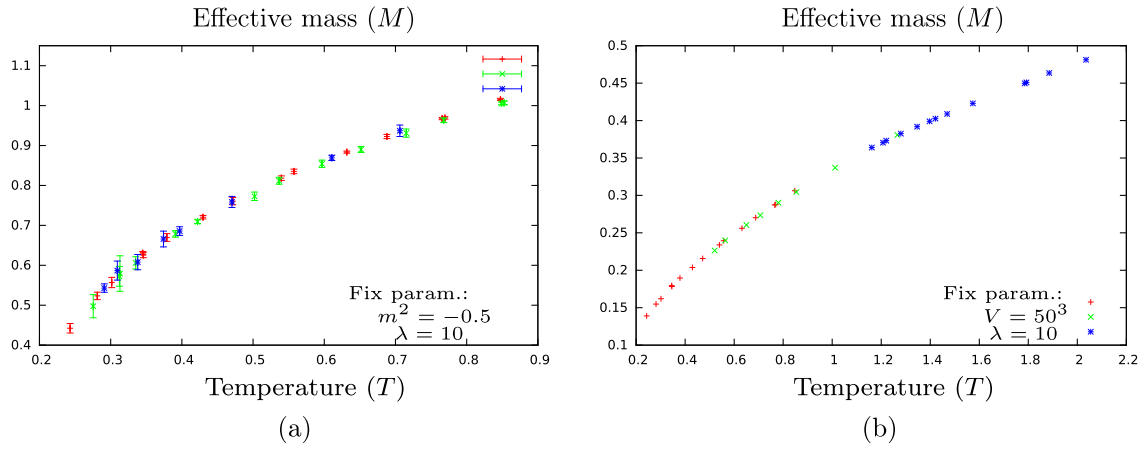 Effective mass (M)
1.1
1
0.9
0.8
0.7
0.6
0.5
0.4
0.2 0.3 0.4 0.5 0.6 0.7 0.8 0.9
Fix param.:
m² = −0.5
λ = 10
Temperature (T)
(a)
Effective mass (M)
0.5
0.45
0.4
0.35
0.3
0.25
0.2
0.15
0.1
0.2 0.4 0.6 0.8 1 1.2 1.4 1.6 1.8 2 2.2
Fix param.:
V = 50³
λ = 10
Temperature (T)
(b)